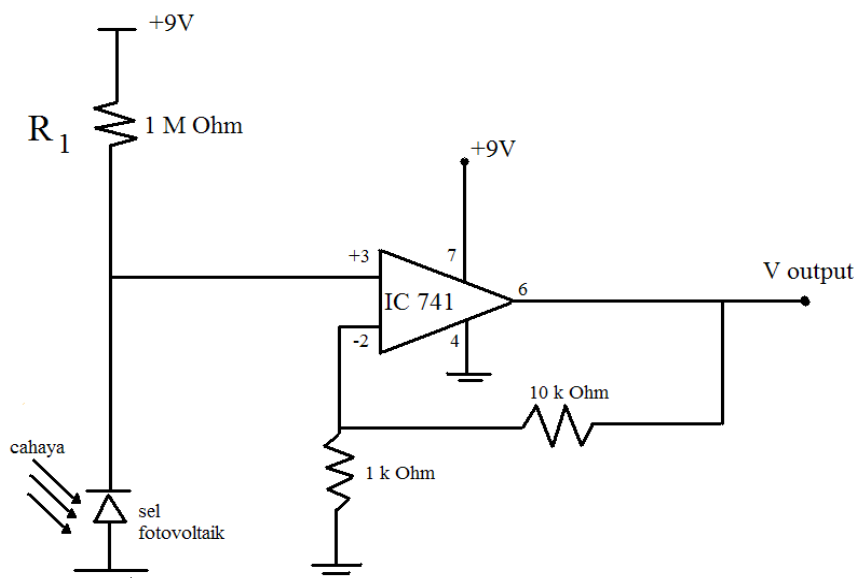 +9V
R1
1 M Ohm
+9V
+3
7
IC 741
6
V output
-2
4
10 k Ohm
1 k Ohm
cahaya
sel
fotovoltaik